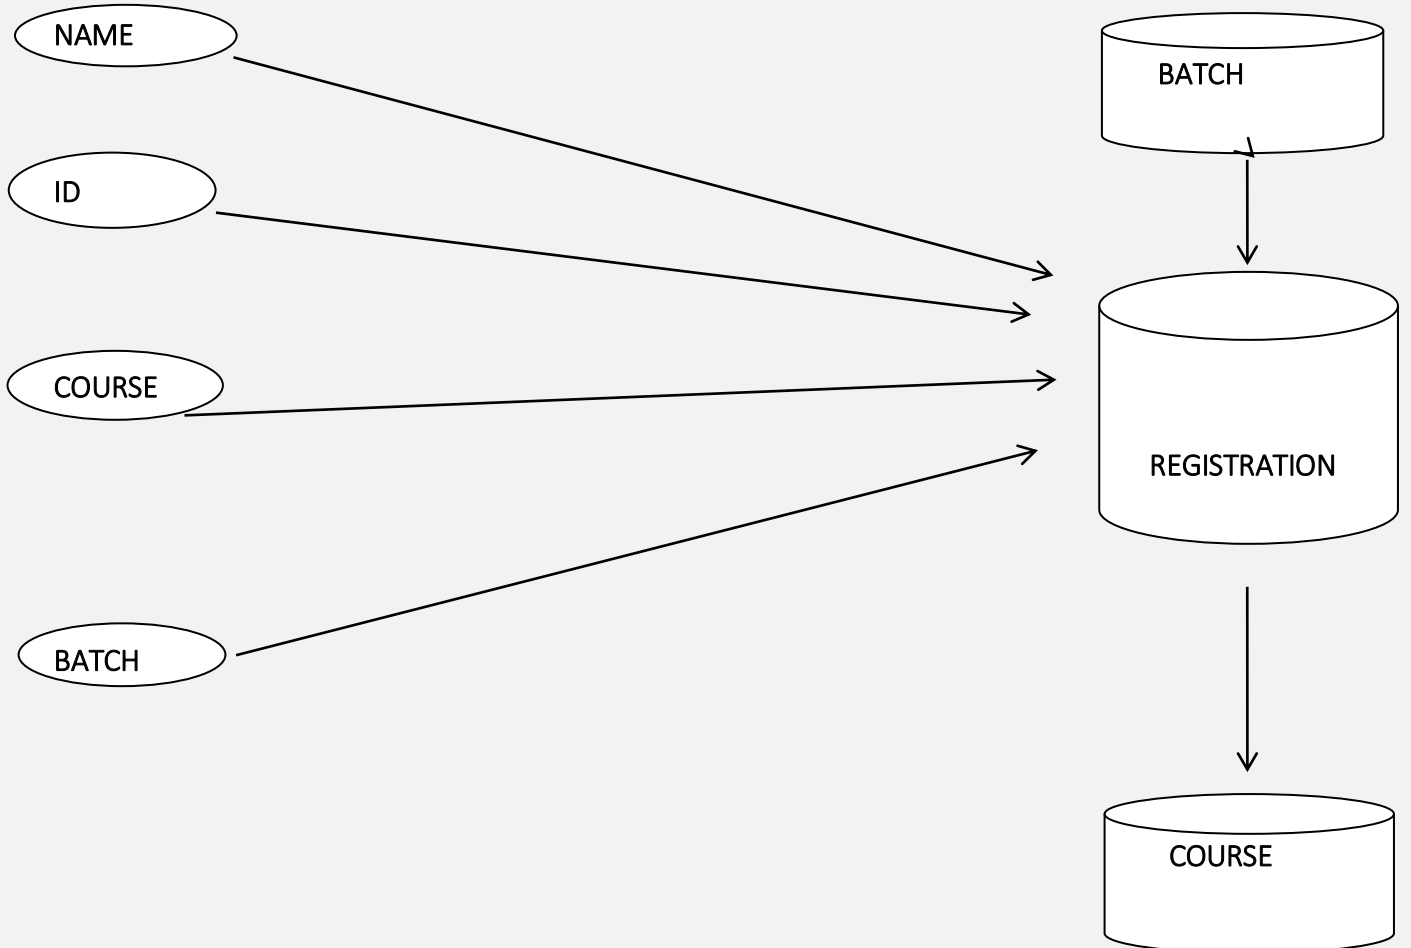 NAME
BATCH
ID
COURSE
REGISTRATION
BATCH
COURSE